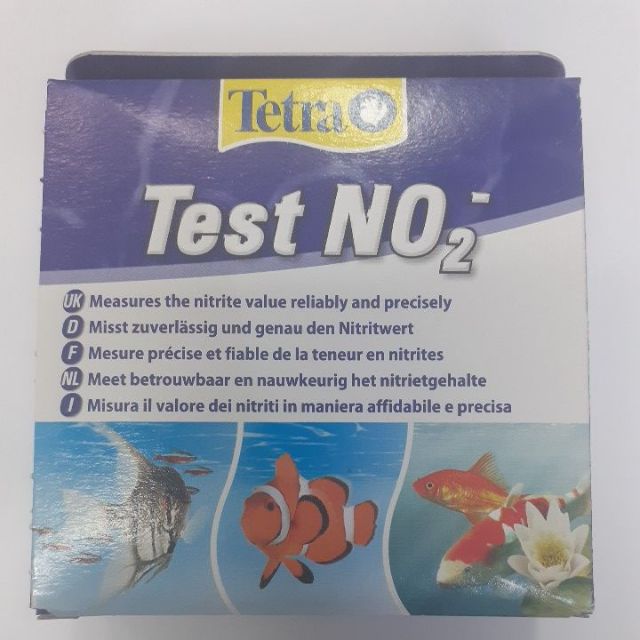 Tetra
Test NO₂⁻
UK Measures the nitrite value reliably and precisely
D Misst zuverlässig und genau den Nitritwert
F Mesure précise et fiable de la teneur en nitrites
NL Meet betrouwbaar en nauwkeurig het nitrietgehalte
I Misura il valore dei nitriti in maniera affidabile e precisa